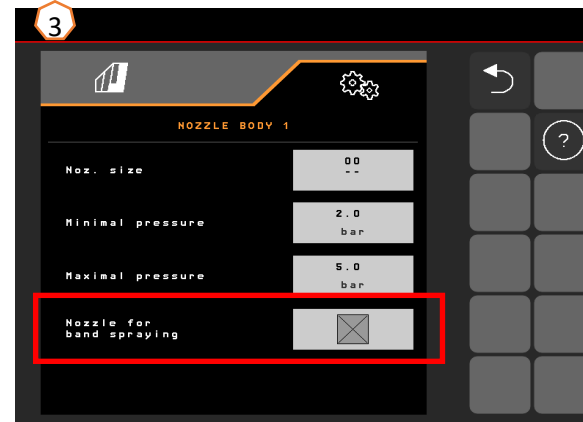 3
NOZZLE BODY 1
Noz. size
00
--
Minimal pressure
2.0
bar
Maximal pressure
5.0
bar
Nozzle for
band spraying
?